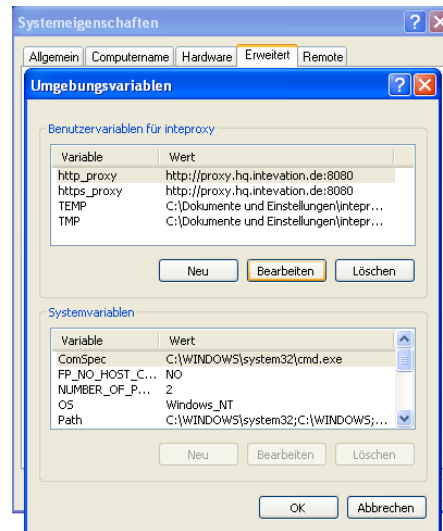 Systemeigenschaften
Allgemein Computername Hardware Erweitert Remote
Umgebungsvariablen
Benutzervariablen für inteproxy
Variable Wert
http_proxy http://proxy.hq.intevation.de:8080
https_proxy http://proxy.hq.intevation.de:8080
TEMP C:\Dokumente und Einstellungen\intepr...
TMP C:\Dokumente und Einstellungen\intepr...
Neu Bearbeiten Löschen
Systemvariablen
Variable Wert
ComSpec C:\WINDOWS\system32\cmd.exe
FP_NO_HOST_C... NO
NUMBER_OF_P... 2
OS Windows_NT
Path C:\WINDOWS\system32;C:\WINDOWS;...
Neu Bearbeiten Löschen
OK Abbrechen